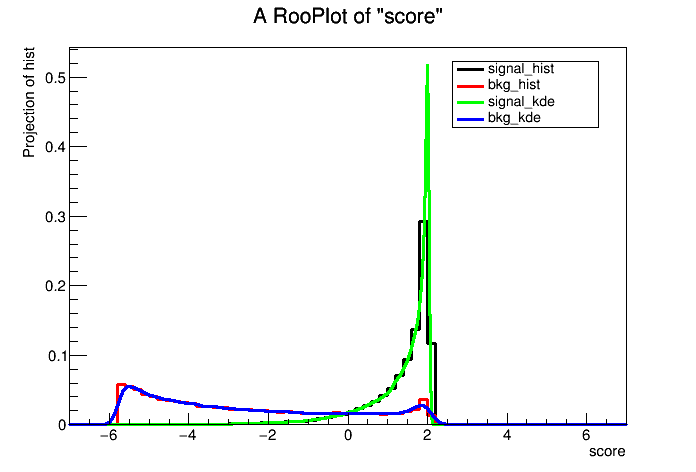 A RooPlot of "score"
Projection of hist
signal_hist
bkg_hist
signal_kde
bkg_kde
0.5
0.4
0.3
0.2
0.1
0
−6 −4 −2 0 2 4 6
score